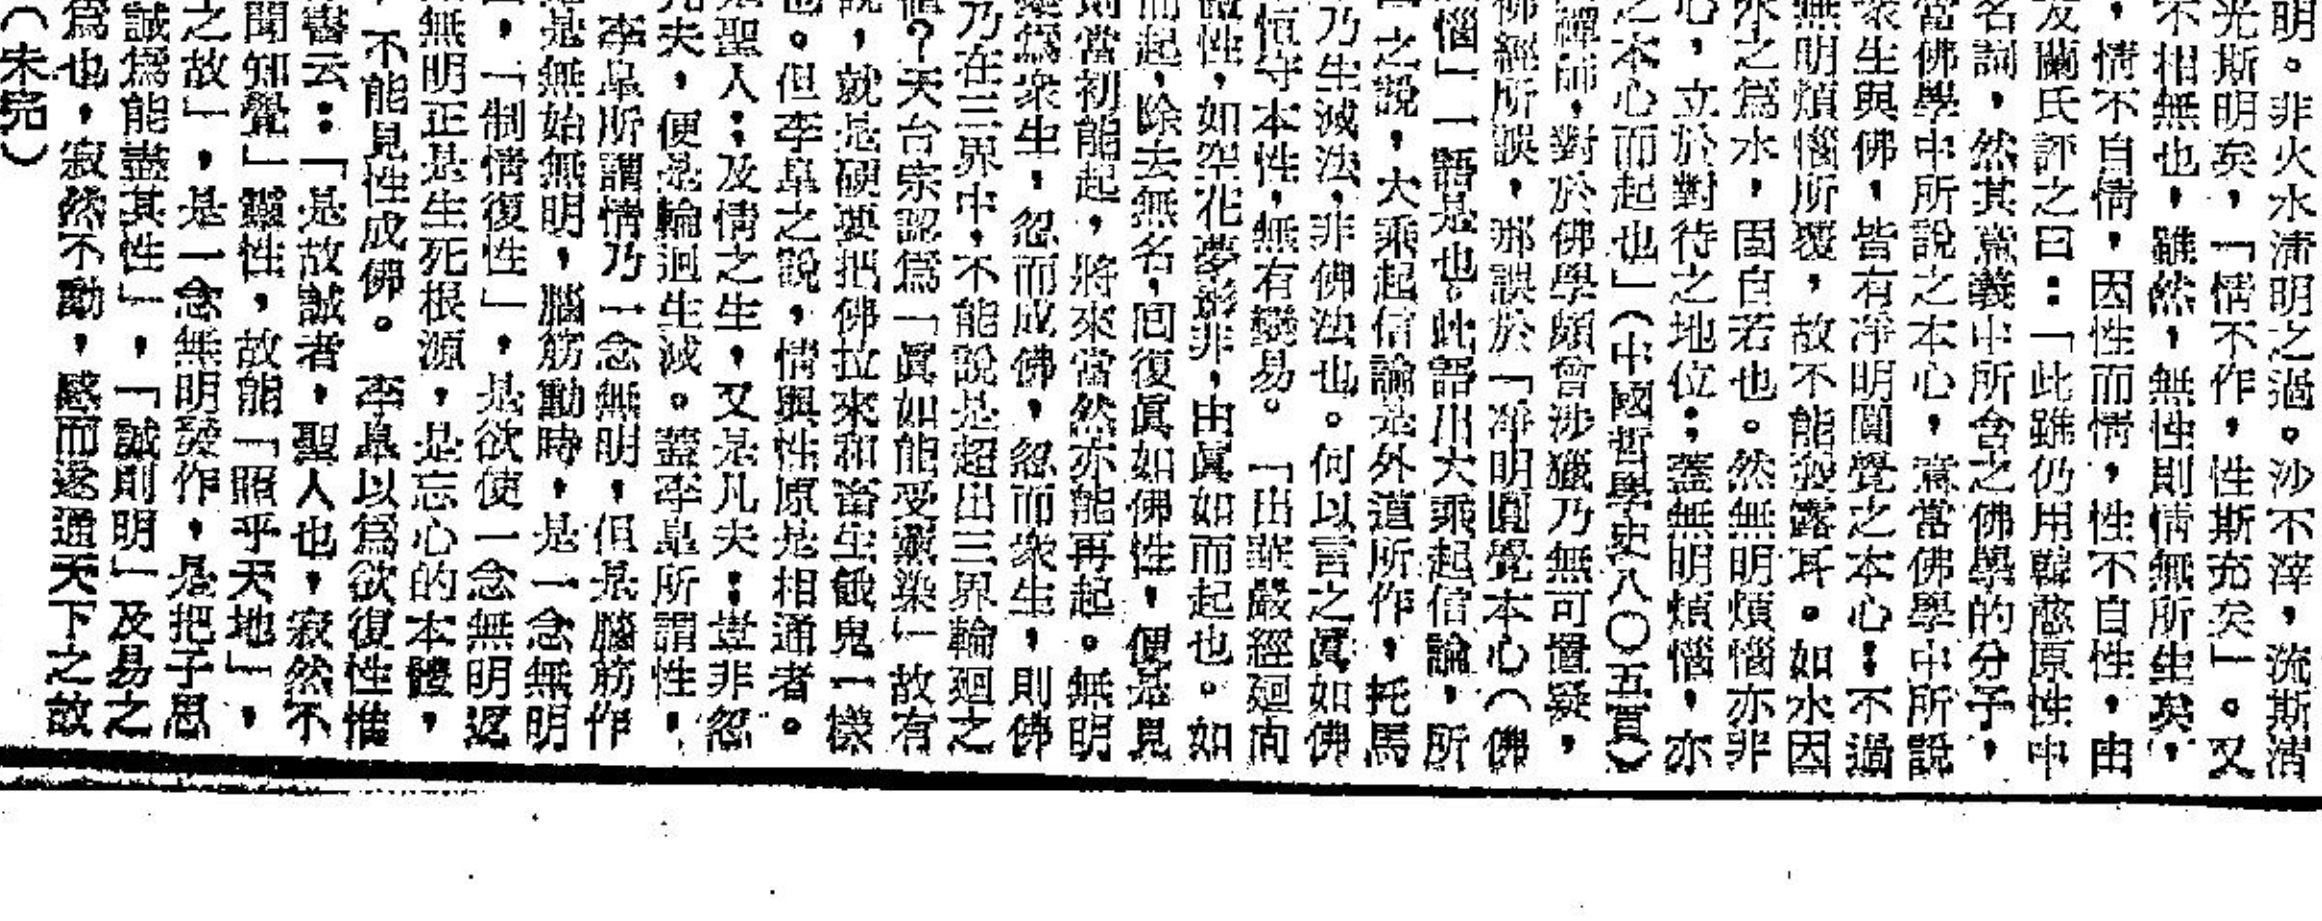 明。非火水清明之過。沙不滓，流斯清
光斯明矣，「情不作，性斯充矣」。又
不相無也，雖然，無性則情無所生矣，
，情不自情，因性而情，性不自性，由
友蘭氏評之曰：「此雖仍用韓愈原性中
名詞，然其意義中所含之佛學的分子，
當佛學中所說之本心，意當佛學中所說
衆生與佛，皆有淨明圓覺之本心：不過
無明煩惱所覆，故不能露耳。如水因
水之爲水，固自若也。然無明煩惱亦非
心，立於對待之地位：蓋無明煩惱，亦
之本心而起也」（中國哲學史八〇五頁）
禪師，對於佛學頗曾涉獵乃無可置疑，
佛經所誤，那誤於「淨明圓覺本心（佛
惱」一語是也。此語出大乘起信論，所
之說，大乘起信論是外道所作，托馬
乃生滅法，非佛法也。何以言之眞如佛
恒守本性，無有變易。「出華嚴經廻向
性，如空花夢影非，由眞如而起也。如
而起，除去無名，回復眞如佛性，便是見
則當初能起，將來當然亦能再起。無明
爲衆生，忽而成佛，忽而衆生，則佛
乃在三界中，不能說是超出三界輪廻之
？天台宗認爲「眞如能受薰染」故有
說，就是硬要把佛拉來和畜生餓鬼一樣
也。但李臯之說，情與性原是相通者。
是聖人：及情之生，又是凡夫：豈非忽
凡夫，便是輪迴生滅。蓋李臯所謂性，
李臯所謂情乃一念無明，但是腦筋作
是無始無明，腦筋動時，是一念無明
，「制情復性」，是欲使一念無明返
無明正是生死根源，是忘心的本體，
，不能見性成佛。李臯以爲欲復性惟
書云：「是故誠者，聖人也，寂然不
聞知覺」靈性，故能「照乎天地」，
之故」，是一念無明發作，是把子思
誠爲能盡其性」，「誠則明」及易之
爲也，寂然不動，感而遂通天下之故
（未完）